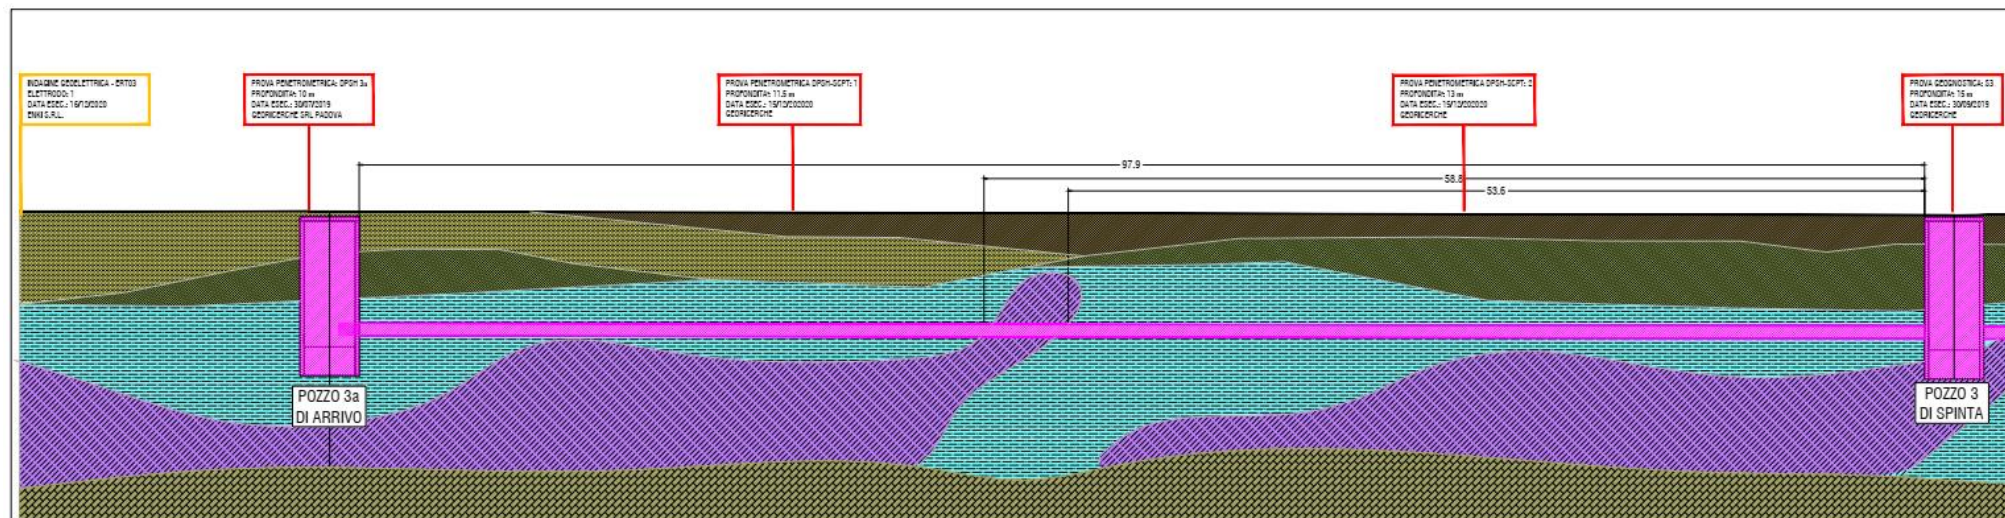 INDAGINE GEOELETTRICA - ERT03
ELETTRODO: 1
DATA ESEC.: 16/12/2020
ENKI S.R.L.
PROVA PENETROMETRICA: DPSH 3a
PROFONDITA': 10 m
DATA ESEC.: 30/07/2019
GEORICERCHE SRL PADOVA
PROVA PENETROMETRICA DPSH-SCPT: 1
PROFONDITA': 11.5 m
DATA ESEC.: 15/12/202020
GEORICERCHE
PROVA PENETROMETRICA DPSH-SCPT: 2
PROFONDITA': 13 m
DATA ESEC.: 15/12/202020
GEORICERCHE
PROVA GEOGNOSTICA: S3
PROFONDITA': 15 m
DATA ESEC.: 30/09/2019
GEORICERCHE
97.9
58.8
53.6
POZZO 3a
DI ARRIVO
POZZO 3
DI SPINTA